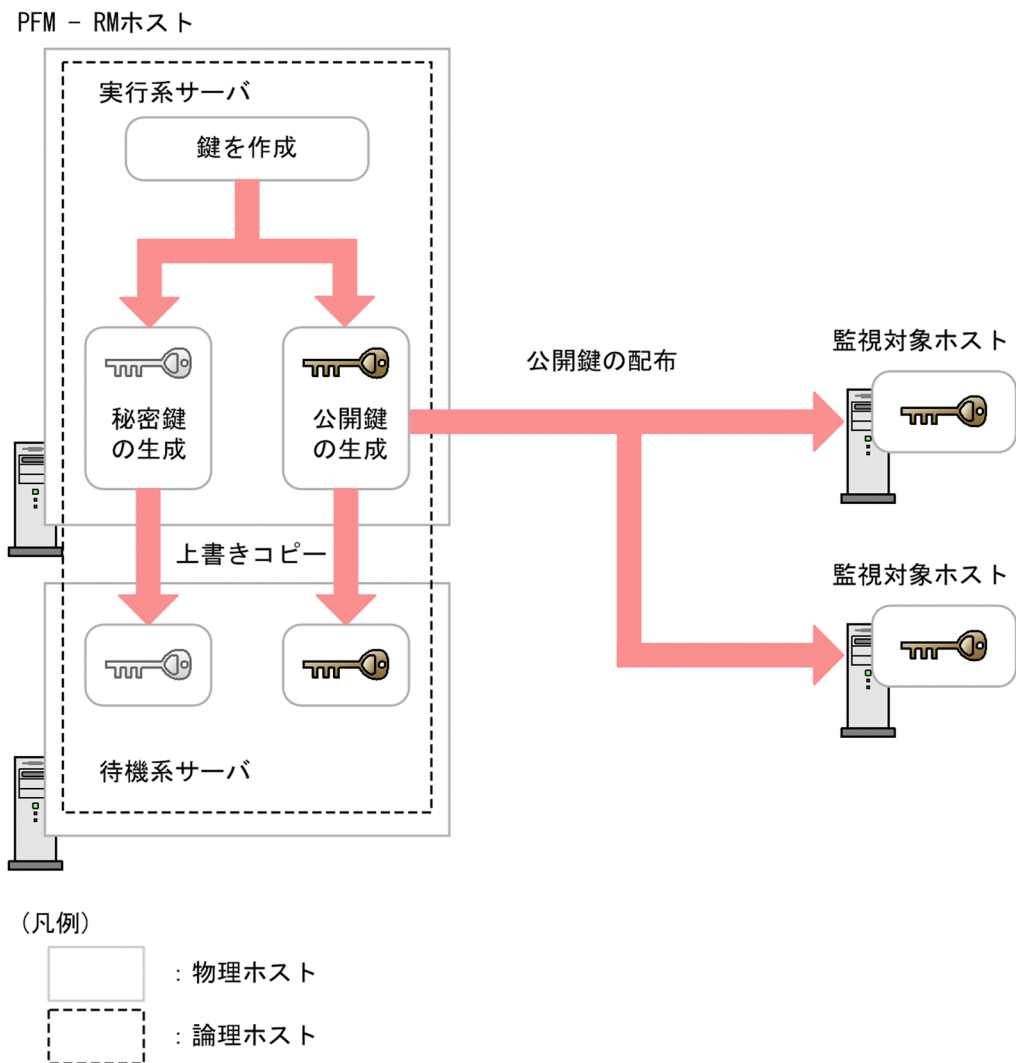 PFM - RMホスト
実行系サーバ
鍵を作成
秘密鍵
の生成
公開鍵
の生成
公開鍵の配布
監視対象ホスト
上書きコピー
監視対象ホスト
待機系サーバ
(凡例)
: 物理ホスト
: 論理ホスト